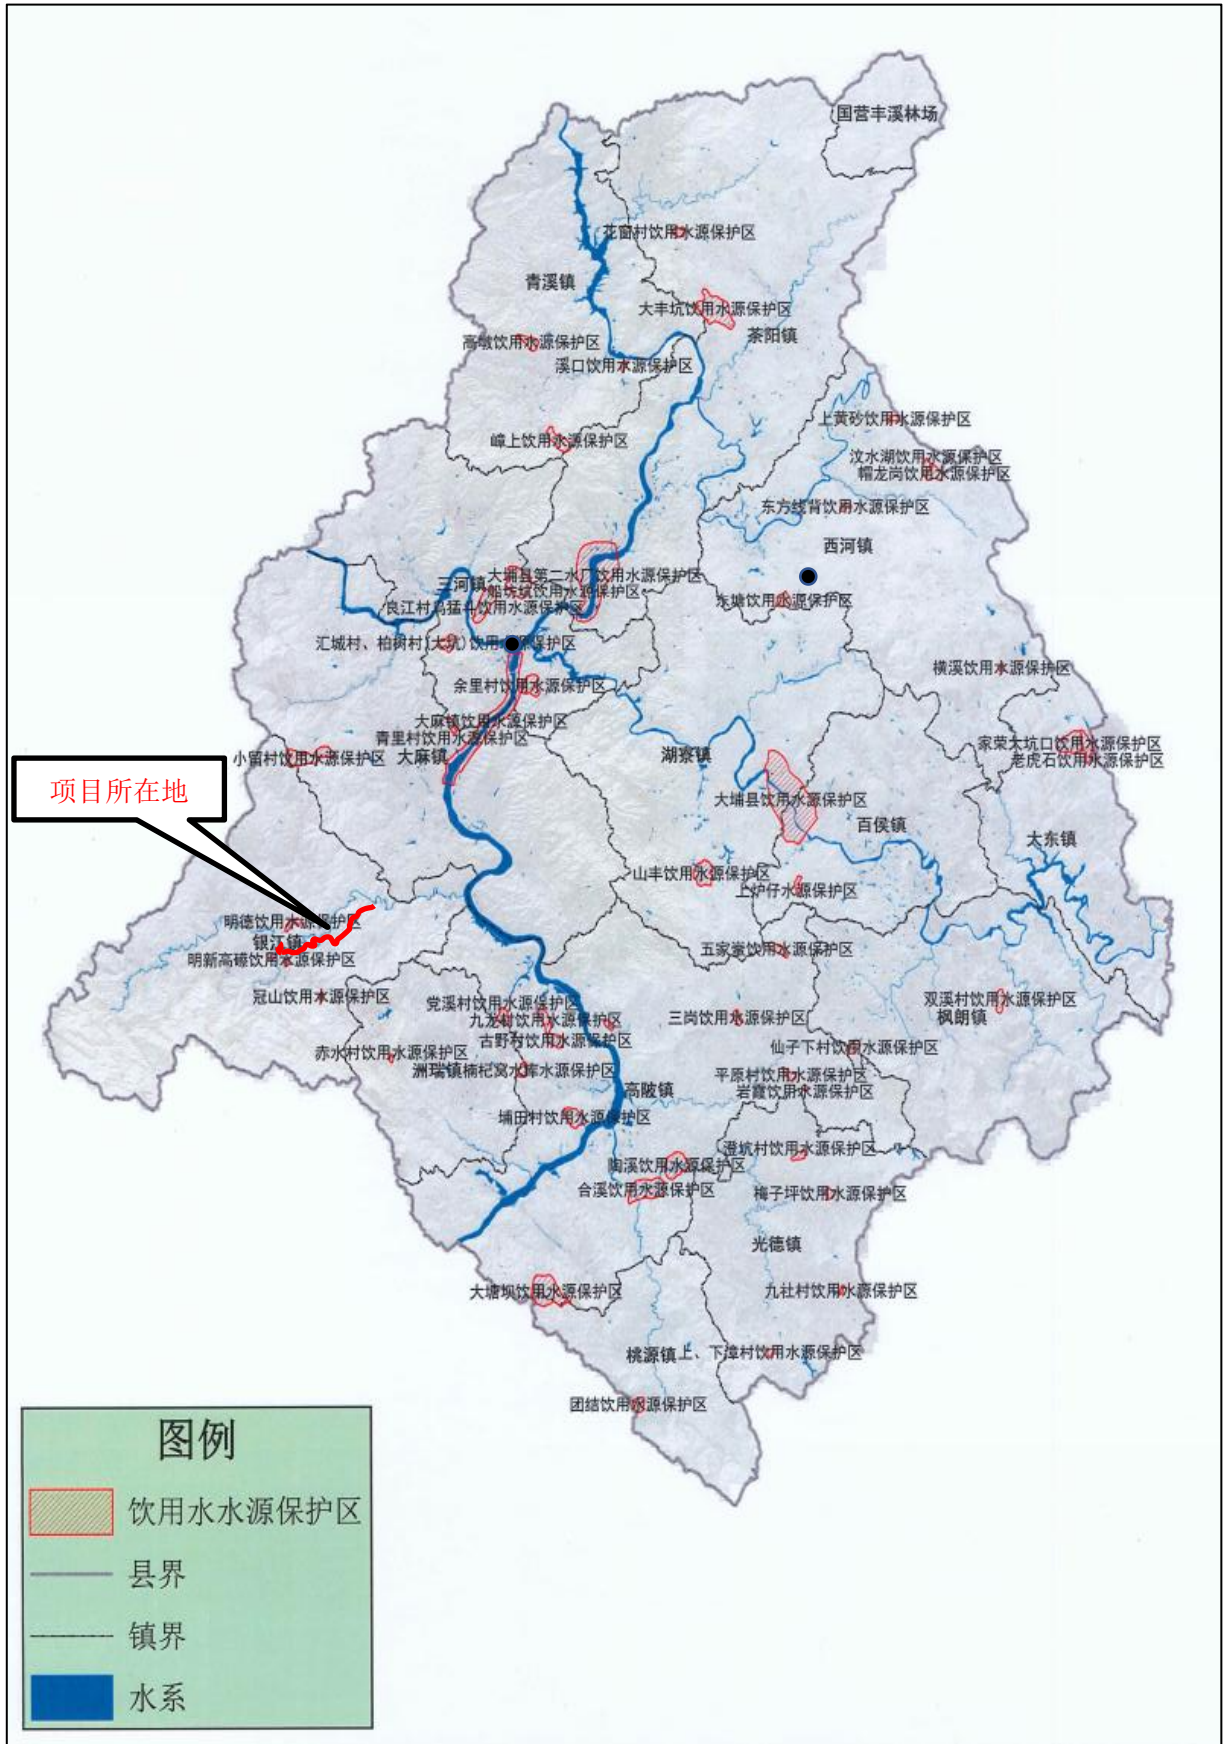 国营丰溪林场
花窗村饮用水源保护区
青溪镇
大丰坑饮用水源保护区
茶阳镇
高墩饮用水源保护区
溪口饮用水源保护区
上黄砂饮用水源保护区
嶂上饮用水源保护区
汶水湖饮用水源保护区
帽龙岗饮用水源保护区
东方线背饮用水源保护区
西河镇
大埔县第二水厂饮用水源保护区
三河镇
船坊坑饮用水源保护区
东塘饮用水源保护区
良江村鸟猛斗饮用水源保护区
汇城村、柏树村(大坑)饮用水源保护区
横溪饮用水源保护区
余里村饮用水源保护区
大麻镇饮用水源保护区
青里村饮用水源保护区
家荣大坑口饮用水源保护区
小留村饮用水源保护区
大麻镇
湖寮镇
老虎石饮用水源保护区
项目所在地
大埔县饮用水源保护区
百侯镇
大东镇
山丰饮用水源保护区
上炉仔水源保护区
明德饮用水源保护区
银江镇
五家畲饮用水源保护区
明新高磜饮用水源保护区
冠山饮用水源保护区
党溪村饮用水源保护区
双溪村饮用水源保护区
九龙村饮用水源保护区
三岗饮用水源保护区
枫朗镇
古野村饮用水源保护区
仙子下村饮用水源保护区
赤水村饮用水源保护区
洲瑞镇楠杞窝水库水源保护区
平原村饮用水源保护区
高陂镇
岩霞饮用水源保护区
埔田村饮用水源保护区
澄坑村饮用水源保护区
陶溪饮用水源保护区
合溪饮用水源保护区
梅子坪饮用水源保护区
光德镇
大塘坝饮用水源保护区
九社村饮用水源保护区
桃源镇
上、下漳村饮用水源保护区
团结饮用水源保护区
图例
饮用水水源保护区
县界
镇界
水系